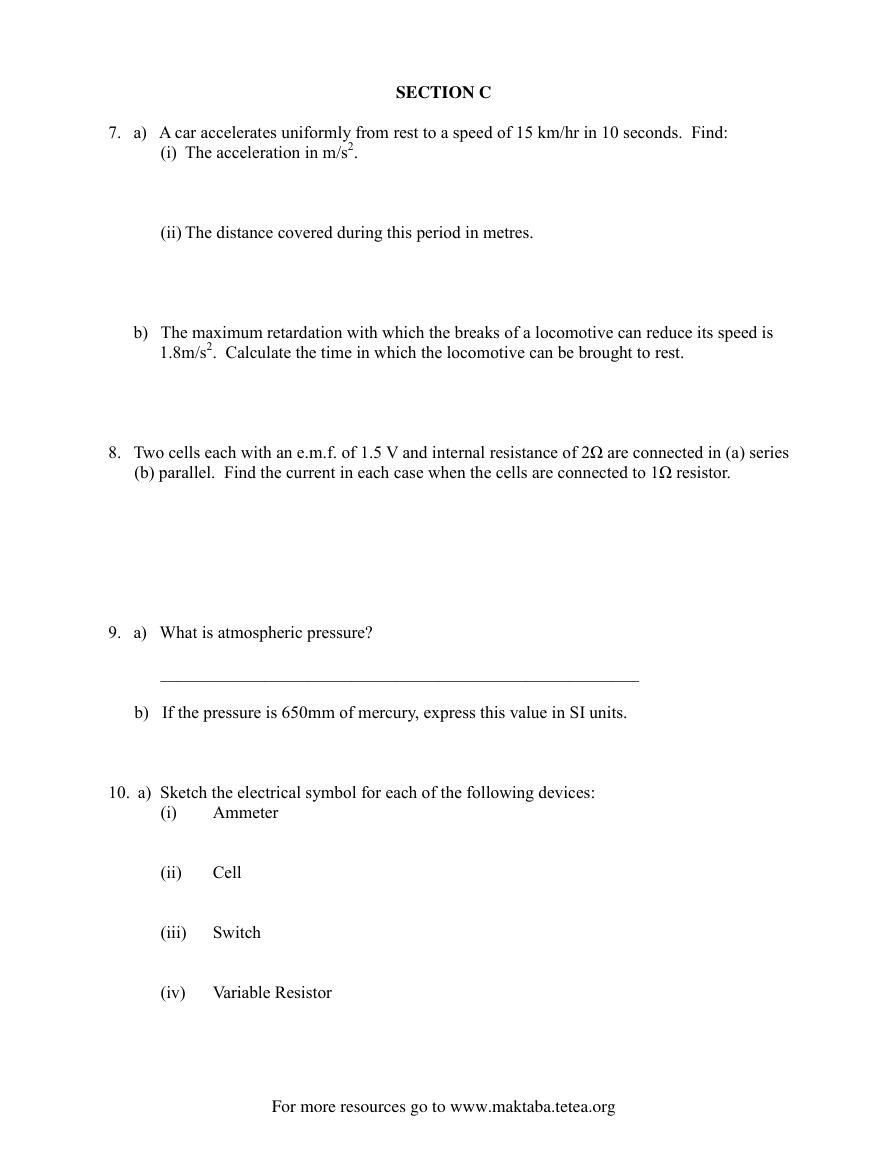 SECTION C
7. a) A car accelerates uniformly from rest to a speed of 15 km/hr in 10 seconds. Find:
(i) The acceleration in m/s².
(ii) The distance covered during this period in metres.
b) The maximum retardation with which the breaks of a locomotive can reduce its speed is
1.8m/s². Calculate the time in which the locomotive can be brought to rest.
8. Two cells each with an e.m.f. of 1.5 V and internal resistance of 2Ω are connected in (a) series
(b) parallel. Find the current in each case when the cells are connected to 1Ω resistor.
9. a) What is atmospheric pressure?
b) If the pressure is 650mm of mercury, express this value in SI units.
10. a) Sketch the electrical symbol for each of the following devices:
(i) Ammeter
(ii) Cell
(iii) Switch
(iv) Variable Resistor
For more resources go to www.maktaba.tetea.org